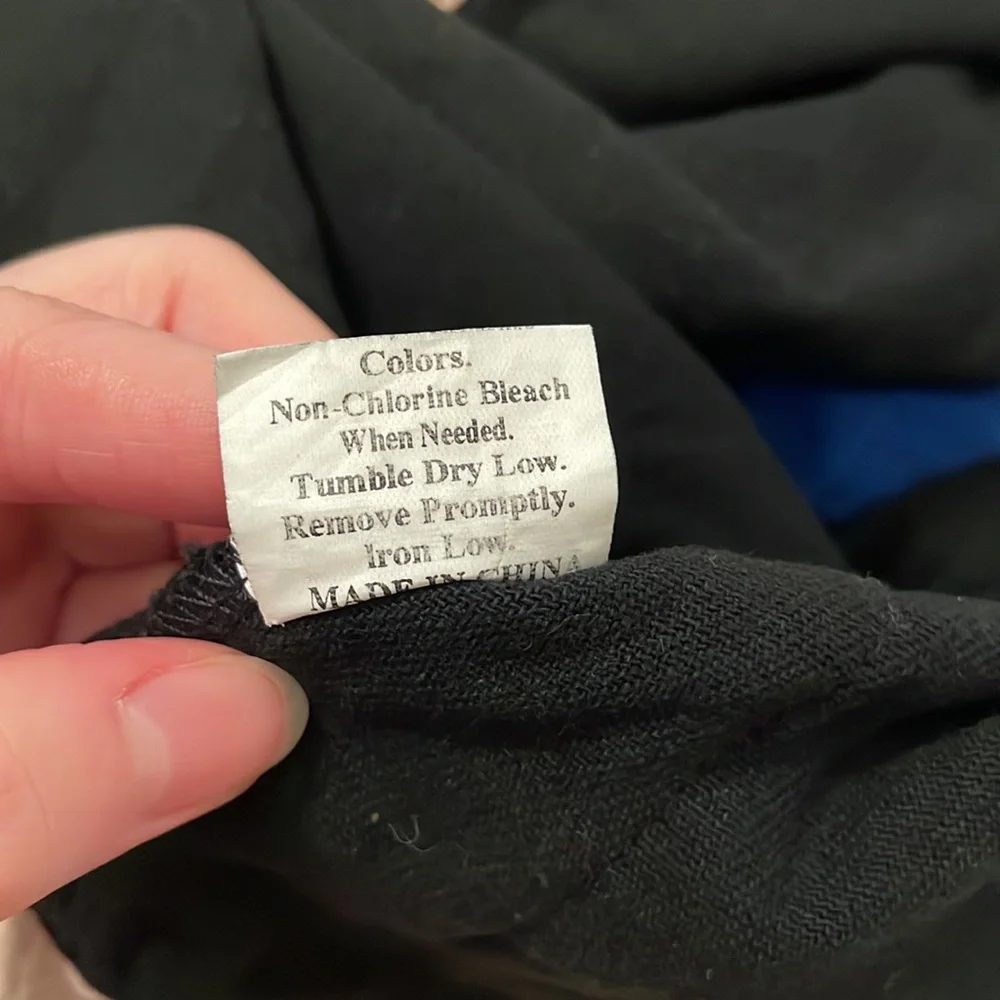 Colors.
Non-Chlorine Bleach
When Needed.
Tumble Dry Low.
Remove Promptly.
Iron Low.
MADE IN CHINA